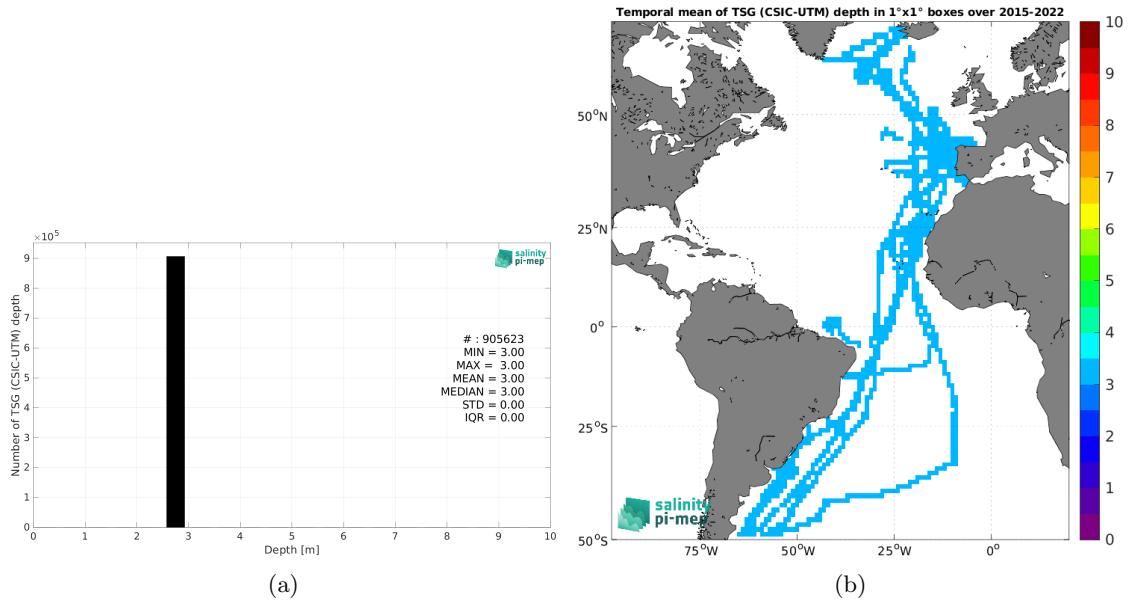 ×10⁵
9
8
7
6
5
4
3
2
1
0
Number of TSG (CSIC-UTM) depth
0 1 2 3 4 5 6 7 8 9 10
Depth [m]
salinity
pi-mep
# : 905623
MIN = 3.00
MAX = 3.00
MEAN = 3.00
MEDIAN = 3.00
STD = 0.00
IQR = 0.00
(a)
Temporal mean of TSG (CSIC-UTM) depth in 1°x1° boxes over 2015-2022
50°N
25°N
0°
25°S
50°S
75°W 50°W 25°W 0°
salinity
pi-mep
10
9
8
7
6
5
4
3
2
1
0
(b)